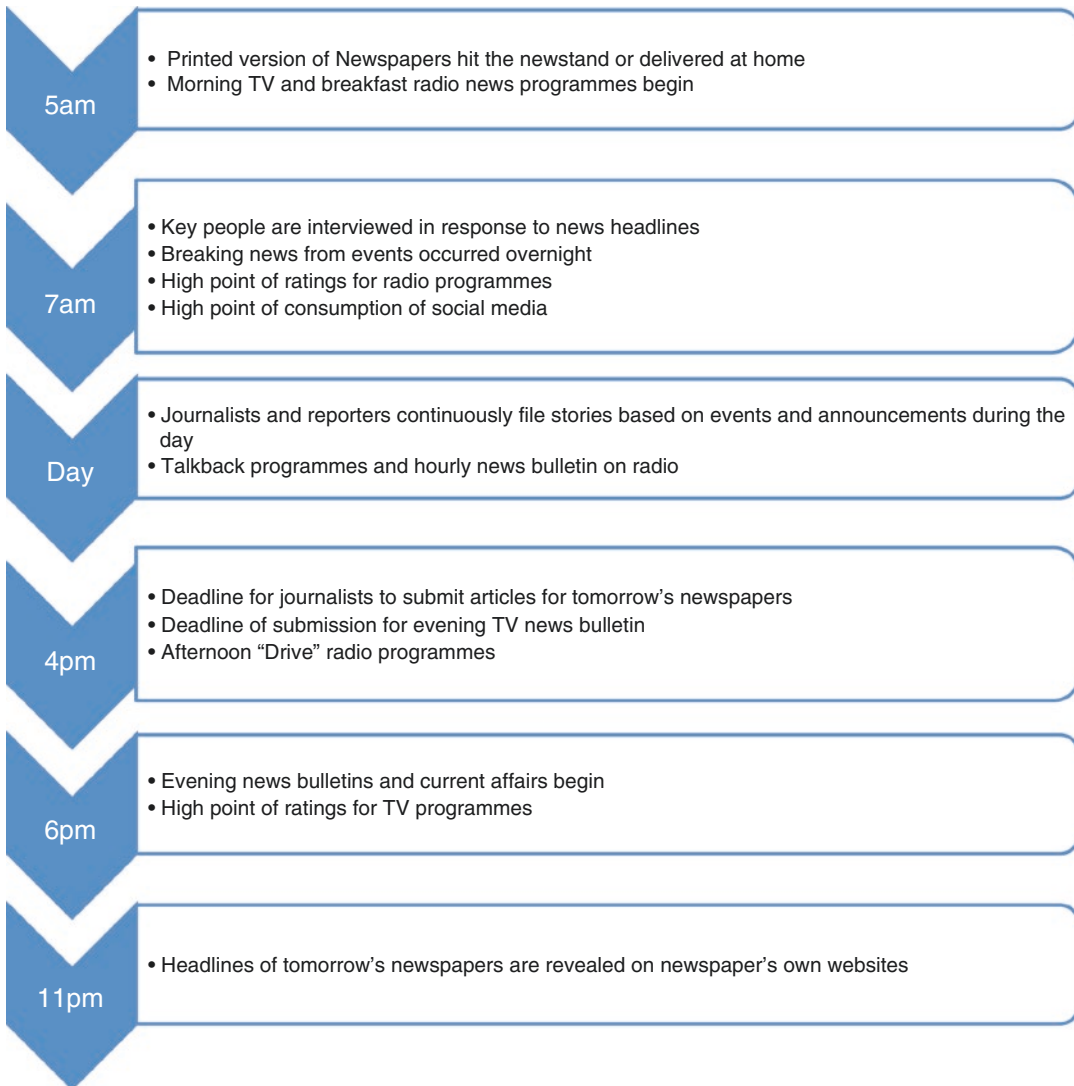 5am
• Printed version of Newspapers hit the newstand or delivered at home
• Morning TV and breakfast radio news programmes begin
7am
• Key people are interviewed in response to news headlines
• Breaking news from events occurred overnight
• High point of ratings for radio programmes
• High point of consumption of social media
Day
• Journalists and reporters continuously file stories based on events and announcements during the
day
• Talkback programmes and hourly news bulletin on radio
4pm
• Deadline for journalists to submit articles for tomorrow’s newspapers
• Deadline of submission for evening TV news bulletin
• Afternoon “Drive” radio programmes
6pm
• Evening news bulletins and current affairs begin
• High point of ratings for TV programmes
11pm
• Headlines of tomorrow’s newspapers are revealed on newspaper’s own websites